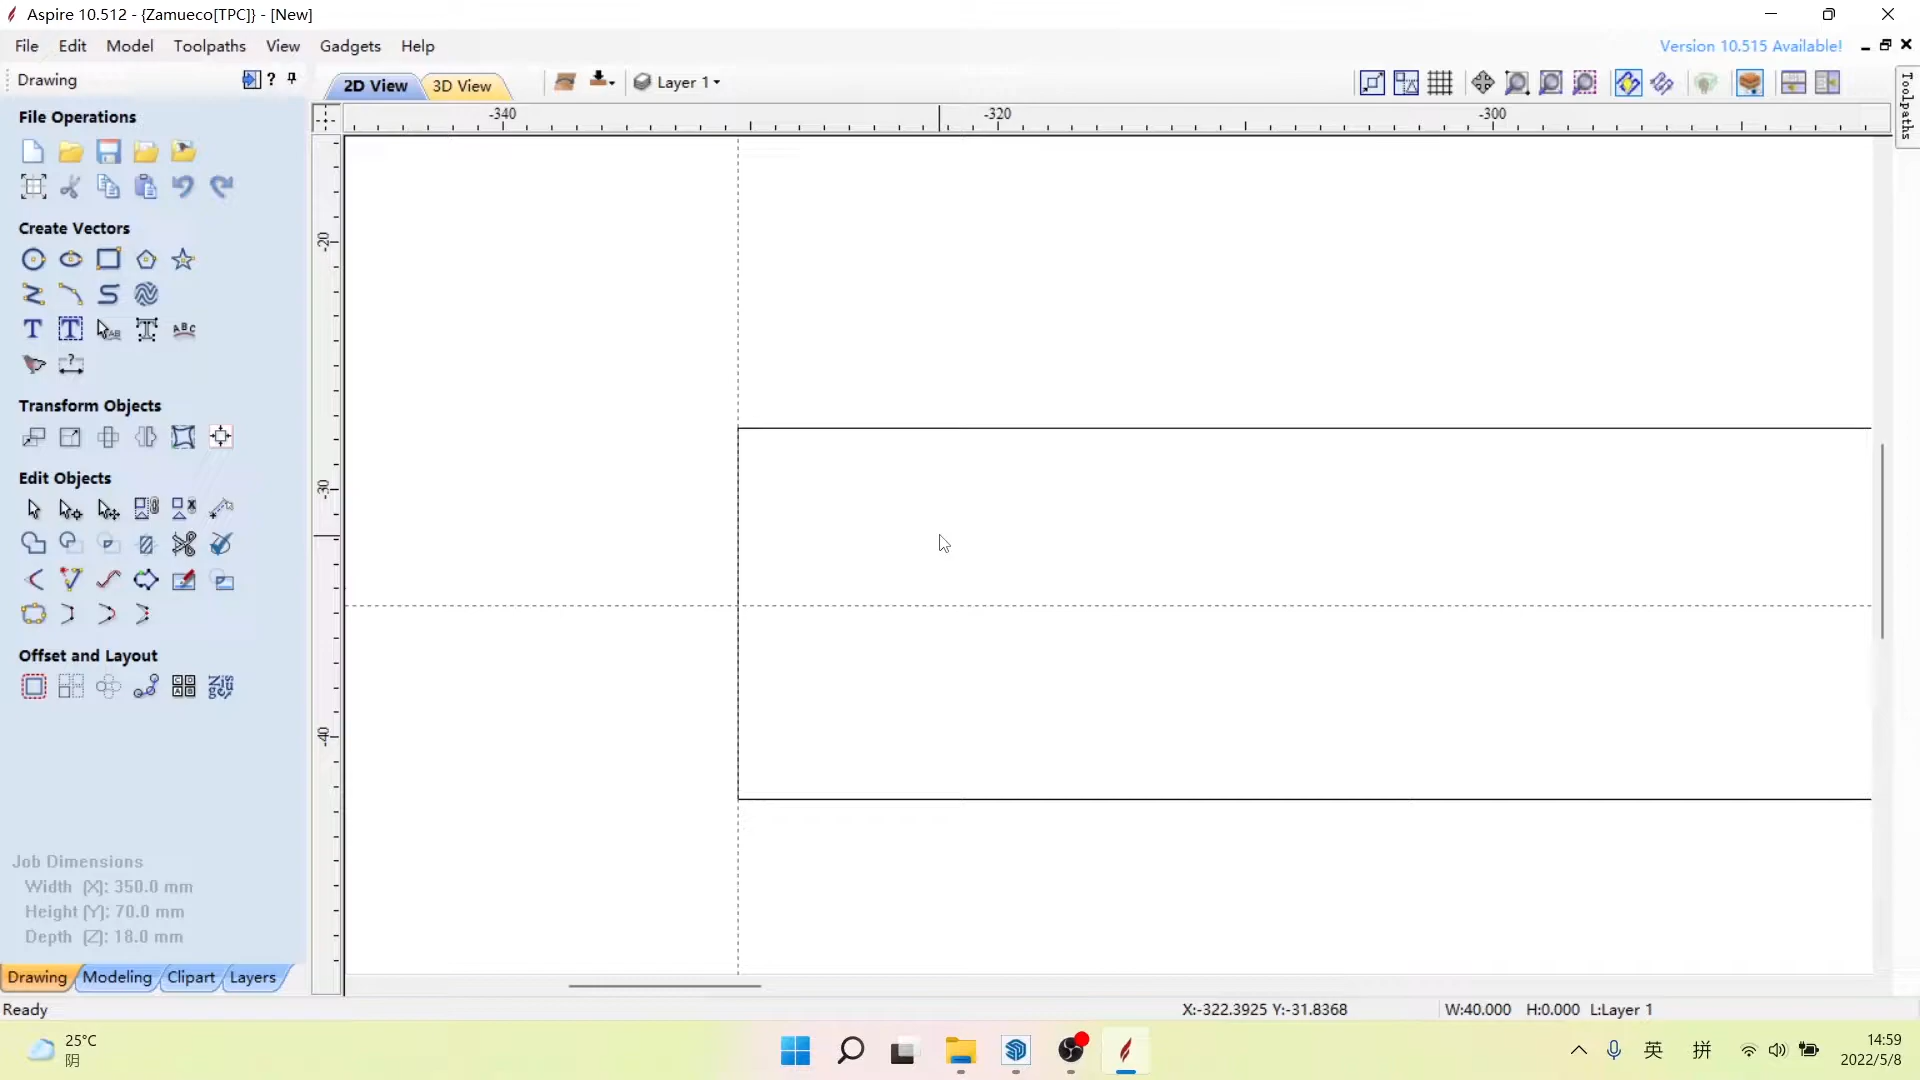 Aspire 10.512 - {Zamueco[TPC]} - [New]
File Edit Model Toolpaths View Gadgets Help
Version 10.515 Available!
Drawing
2D View 3D View Layer 1
Toolpaths
File Operations
-340 -320 -300
Create Vectors
-20
Transform Objects
Edit Objects
-30
Offset and Layout
-40
Job Dimensions
Width (X): 350.0 mm
Height (Y): 70.0 mm
Depth (Z): 18.0 mm
Drawing Modeling Clipart Layers
Ready
X:-322.3925 Y:-31.8368
W:40.000 H:0.000 L:Layer 1
25°C
阴
英 拼
14:59
2022/5/8